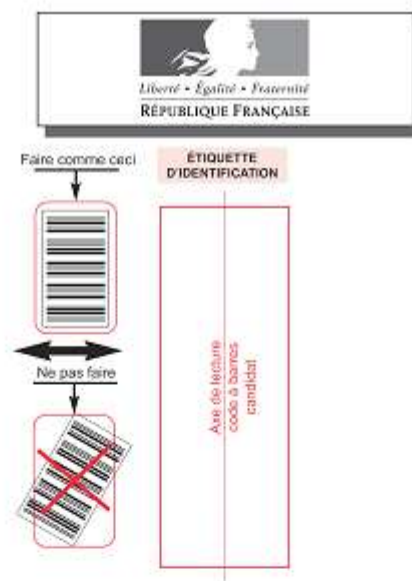 Liberté • Égalité • Fraternité
RÉPUBLIQUE FRANÇAISE
Faire comme ceci
ÉTIQUETTE
D'IDENTIFICATION
Axe de lecture
code à barres
candidat
Ne pas faire